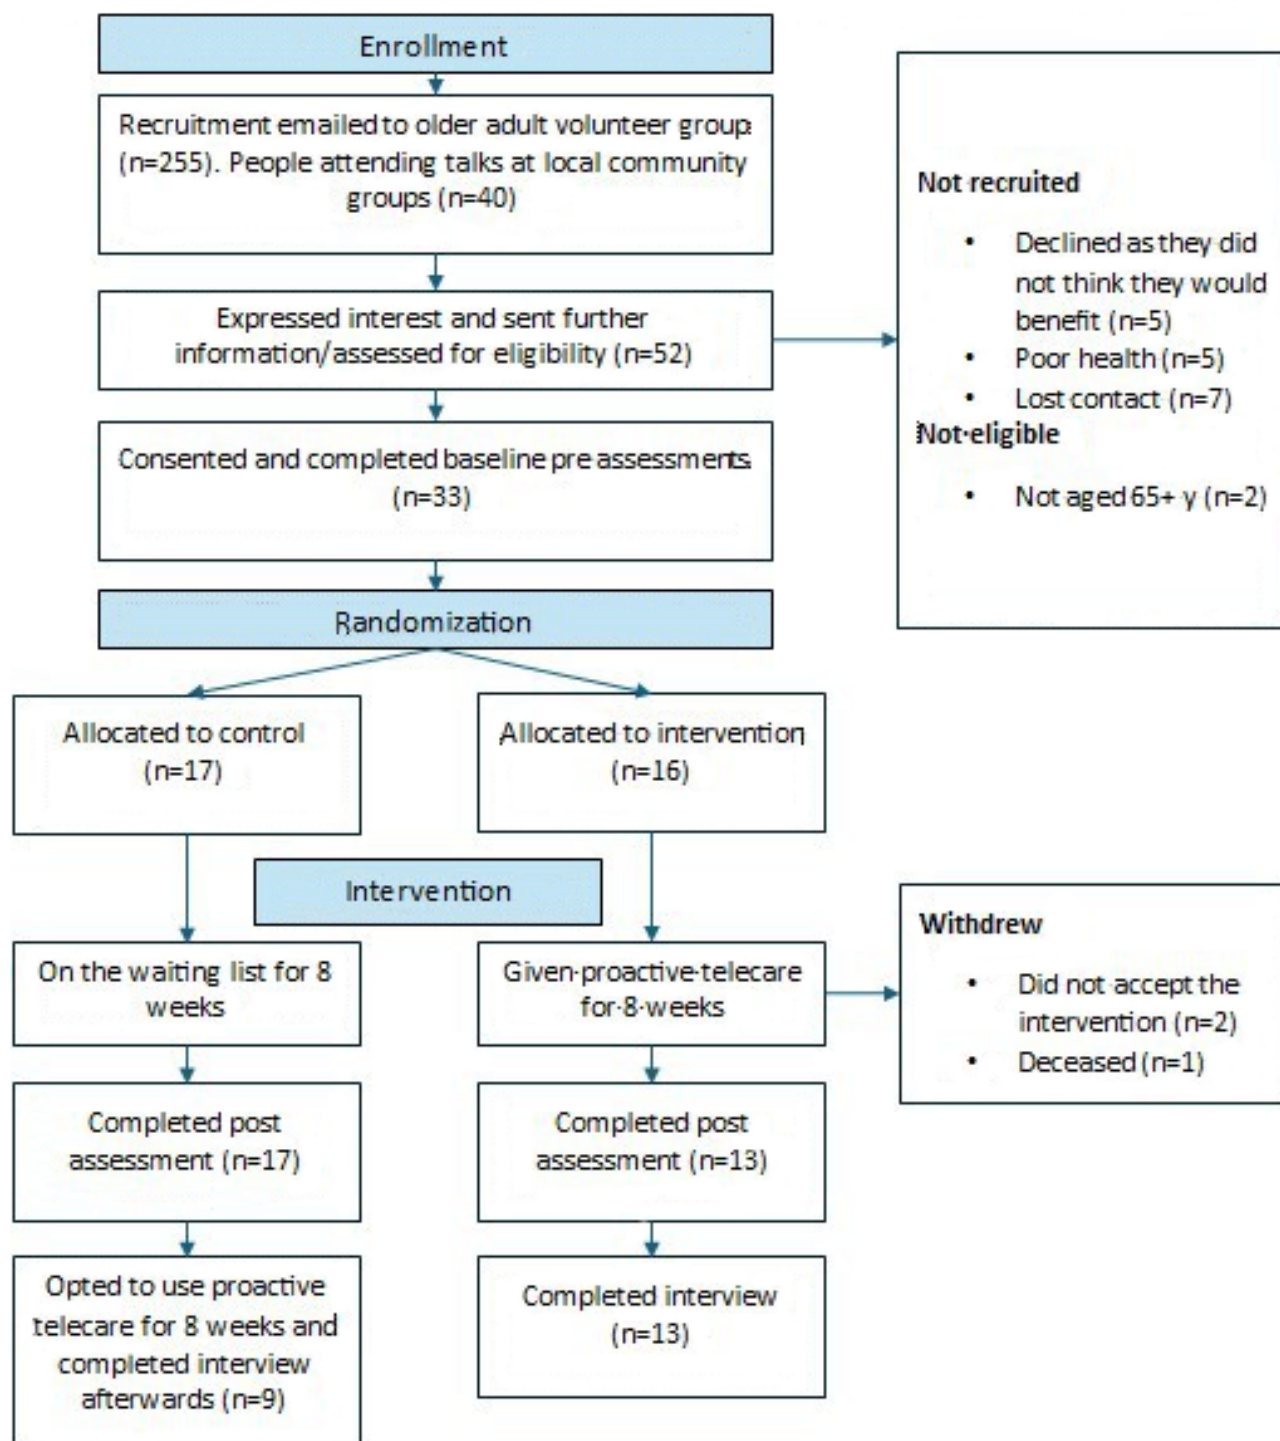 Enrollment
Recruitment emailed to older adult volunteer group
(n=255). People attending talks at local community
groups (n=40)
Expressed interest and sent further
information/assessed for eligibility (n=52)
Not recruited
• Declined as they did
not think they would
benefit (n=5)
• Poor health (n=5)
• Lost contact (n=7)
Not·eligible
• Not aged 65+ y (n=2)
Consented and completed baseline pre assessments.
(n=33)
Randomization
Allocated to control
(n=17)
Allocated to intervention
(n=16)
Intervention
On the waiting list for 8
weeks
Given·proactive·telecare
for·8·weeks
Withdrew
• Did not accept the
intervention (n=2)
• Deceased (n=1)
Completed post
assessment (n=17)
Completed post
assessment (n=13)
Opted to use proactive
telecare for 8 weeks and
completed interview
afterwards (n=9)
Completed interview
(n=13)